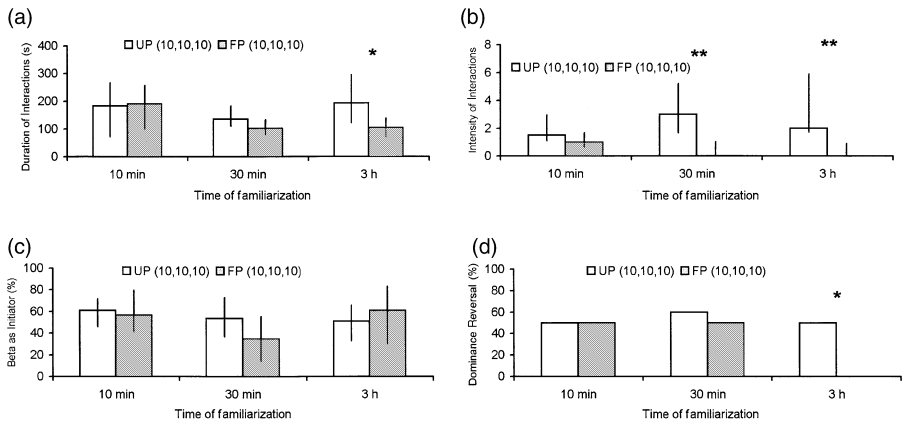 (a)
UP (10,10,10) FP (10,10,10)
*
Duration of Interactions (s)
400
300
200
100
0
10 min 30 min 3 h
Time of familiarization
(b)
UP (10,10,10) FP (10,10,10)
** **
Intensity of Interactions
8
6
4
2
0
10 min 30 min 3 h
Time of familiarization
(c)
UP (10,10,10) FP (10,10,10)
Beta as Initiator (%)
100
80
60
40
20
0
10 min 30 min 3 h
Time of familiarization
(d)
UP (10,10,10) FP (10,10,10)
*
Dominance Reversal (%)
100
80
60
40
20
0
10 min 30 min 3 h
Time of familiarization